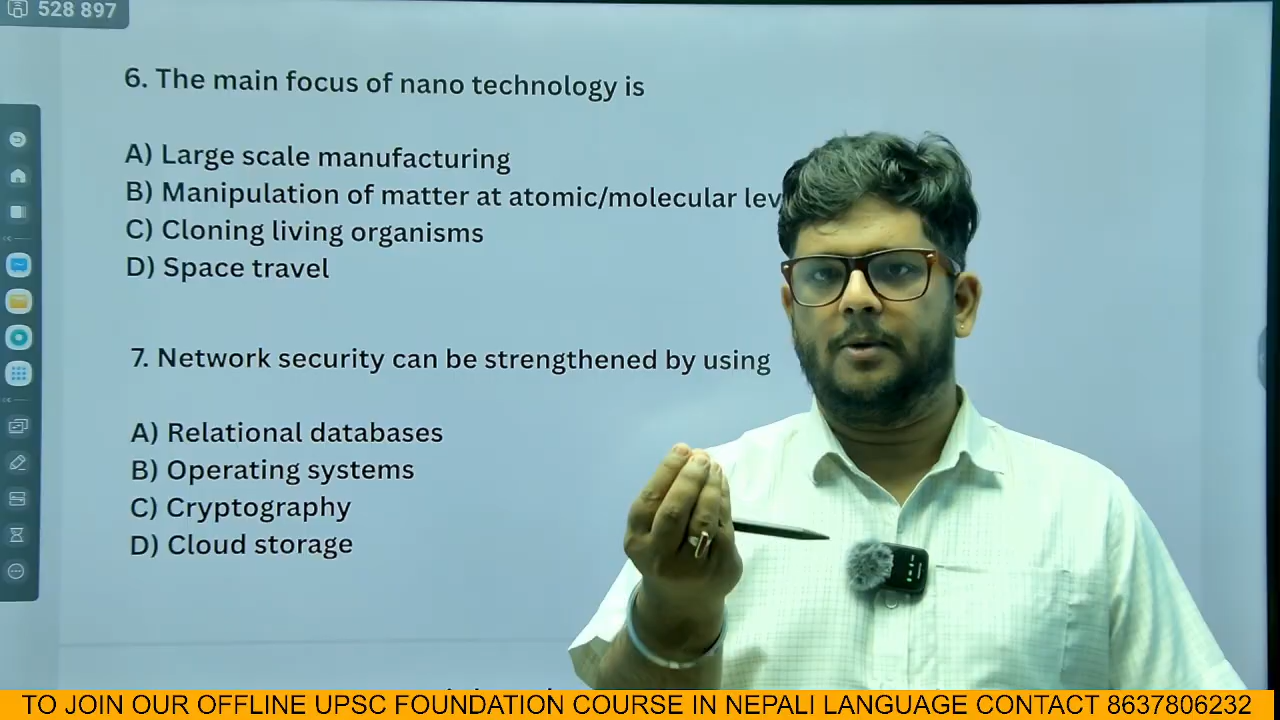 528 897
6. The main focus of nano technology is
A) Large scale manufacturing
B) Manipulation of matter at atomic/molecular lev
C) Cloning living organisms
D) Space travel
7. Network security can be strengthened by using
A) Relational databases
B) Operating systems
C) Cryptography
D) Cloud storage
TO JOIN OUR OFFLINE UPSC FOUNDATION COURSE IN NEPALI LANGUAGE CONTACT 8637806232